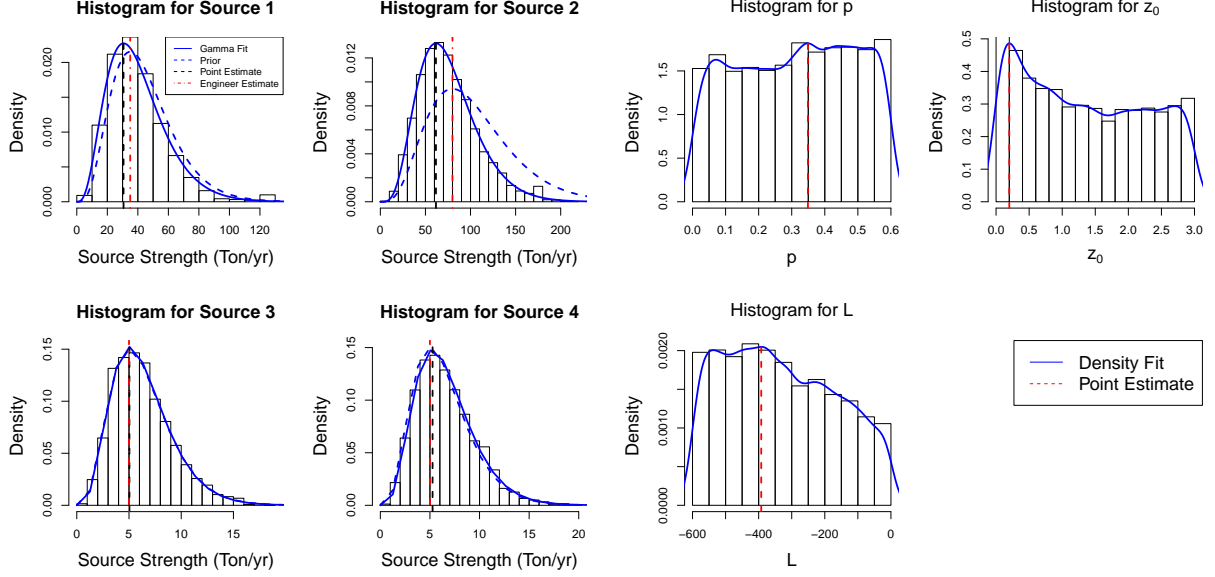 Histogram for Source 1
Density
0.000 0.010 0.020
Gamma Fit
Prior
Point Estimate
Engineer Estimate
0 20 40 60 80 100 120
Source Strength (Ton/yr)
Histogram for Source 2
Density
0.000 0.004 0.008 0.012
0 50 100 150 200
Source Strength (Ton/yr)
Histogram for p
Density
0.0 0.5 1.0 1.5
0.0 0.1 0.2 0.3 0.4 0.5 0.6
p
Histogram for z₀
Density
0.0 0.1 0.2 0.3 0.4 0.5
0.0 0.5 1.0 1.5 2.0 2.5 3.0
z₀
Histogram for Source 3
Density
0.00 0.05 0.10 0.15
0 5 10 15
Source Strength (Ton/yr)
Histogram for Source 4
Density
0.00 0.05 0.10 0.15
0 5 10 15 20
Source Strength (Ton/yr)
Histogram for L
Density
0.0000 0.0010 0.0020
−600 −400 −200 0
L
Density Fit
Point Estimate